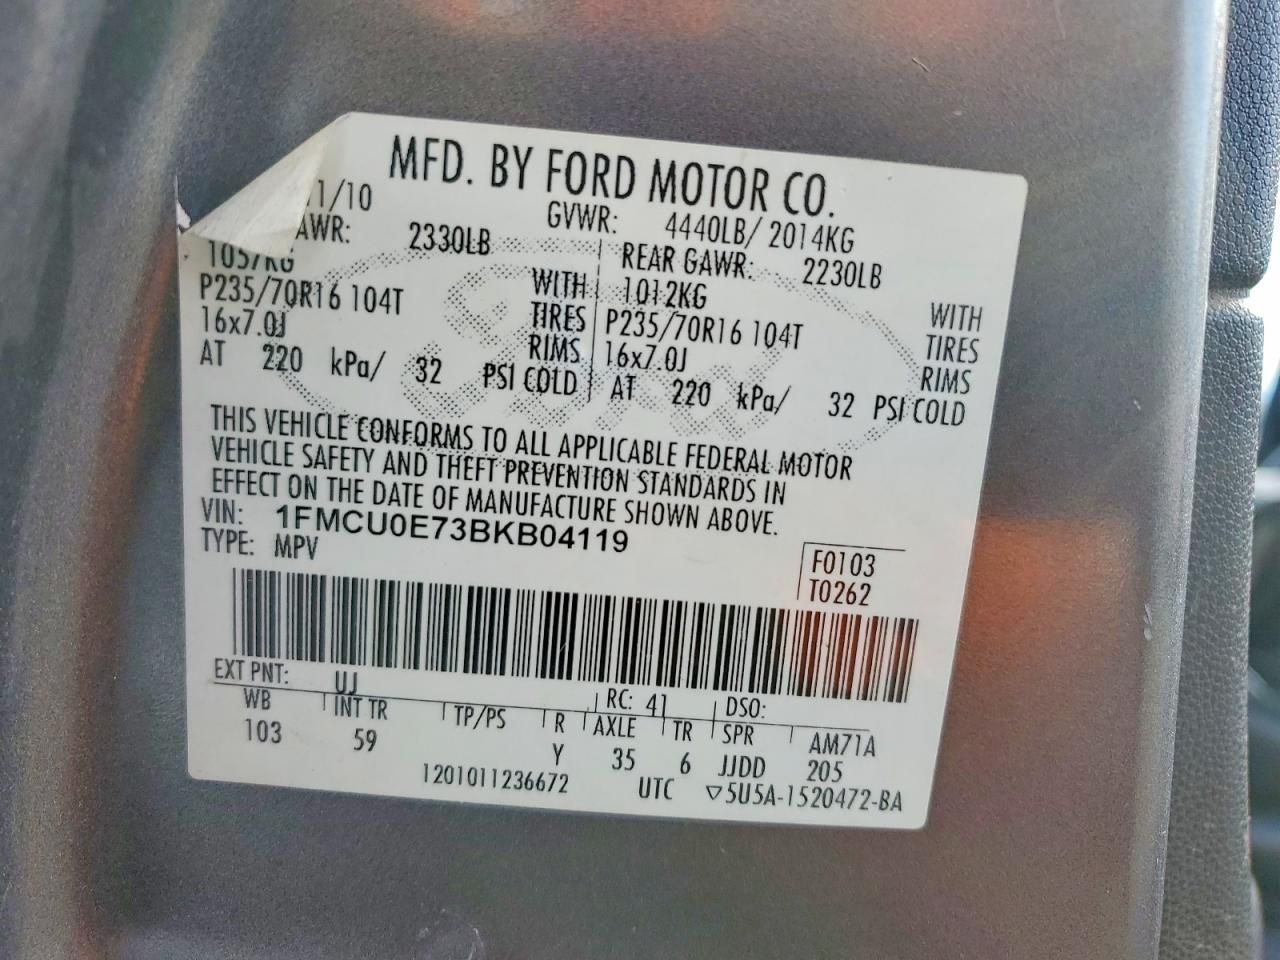 MFD. BY FORD MOTOR CO.
1/10 GVWR: 4440LB/ 2014KG
AWR: 2330LB REAR GAWR: 2230LB
1057KG WITH 1012KG WITH
P235/70R16 104T TIRES P235/70R16 104T TIRES
16x7.0J RIMS 16x7.0J RIMS
AT 220 kPa/ 32 PSI COLD AT 220 kPa/ 32 PSI COLD
THIS VEHICLE CONFORMS TO ALL APPLICABLE FEDERAL MOTOR
VEHICLE SAFETY AND THEFT PREVENTION STANDARDS IN
EFFECT ON THE DATE OF MANUFACTURE SHOWN ABOVE.
VIN: 1FMCU0E73BKB04119
TYPE: MPV
F0103
T0262
EXT PNT: UJ RC: 41 DSO:
WB INT TR TP/PS R AXLE TR SPR AM71A
103 59 Y 35 6 JJDD 205
1201011236672 UTC ▽5U5A-1520472-BA